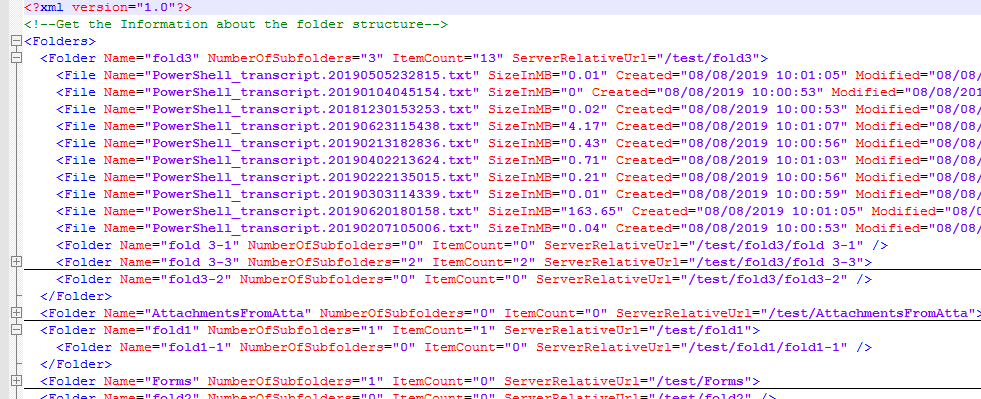 <?xml version="1.0"?>
<!--Get the Information about the folder structure-->
<Folders>
<Folder Name="fold3" NumberOfSubfolders="3" ItemCount="13" ServerRelativeUrl="/test/fold3">
<File Name="PowerShell_transcript.20190505232815.txt" SizeInMB="0.01" Created="08/08/2019 10:01:05" Modified="08/08/
<File Name="PowerShell_transcript.20190104045154.txt" SizeInMB="0" Created="08/08/2019 10:00:53" Modified="08/08/201
<File Name="PowerShell_transcript.20181230153253.txt" SizeInMB="0.02" Created="08/08/2019 10:00:53" Modified="08/08/
<File Name="PowerShell_transcript.20190623115438.txt" SizeInMB="4.17" Created="08/08/2019 10:01:07" Modified="08/08/
<File Name="PowerShell_transcript.20190213182836.txt" SizeInMB="0.43" Created="08/08/2019 10:00:56" Modified="08/08/
<File Name="PowerShell_transcript.20190402213624.txt" SizeInMB="0.71" Created="08/08/2019 10:01:03" Modified="08/08/
<File Name="PowerShell_transcript.20190222135015.txt" SizeInMB="0.21" Created="08/08/2019 10:00:56" Modified="08/08/
<File Name="PowerShell_transcript.20190303114339.txt" SizeInMB="0.01" Created="08/08/2019 10:00:59" Modified="08/08/
<File Name="PowerShell_transcript.20190620180158.txt" SizeInMB="163.65" Created="08/08/2019 10:01:05" Modified="08/0
<File Name="PowerShell_transcript.20190207105006.txt" SizeInMB="0.04" Created="08/08/2019 10:00:53" Modified="08/08/
<Folder Name="fold 3-1" NumberOfSubfolders="0" ItemCount="0" ServerRelativeUrl="/test/fold3/fold 3-1" />
<Folder Name="fold 3-3" NumberOfSubfolders="2" ItemCount="2" ServerRelativeUrl="/test/fold3/fold 3-3">
<Folder Name="fold3-2" NumberOfSubfolders="0" ItemCount="0" ServerRelativeUrl="/test/fold3/fold3-2" />
</Folder>
<Folder Name="AttachmentsFromAtta" NumberOfSubfolders="0" ItemCount="0" ServerRelativeUrl="/test/AttachmentsFromAtta">
<Folder Name="fold1" NumberOfSubfolders="1" ItemCount="1" ServerRelativeUrl="/test/fold1">
<Folder Name="fold1-1" NumberOfSubfolders="0" ItemCount="0" ServerRelativeUrl="/test/fold1/fold1-1" />
</Folder>
<Folder Name="Forms" NumberOfSubfolders="1" ItemCount="0" ServerRelativeUrl="/test/Forms">
<Folder Name="fold2" NumberOfSubfolders="0" ItemCount="0" ServerRelativeUrl="/test/fold2" />